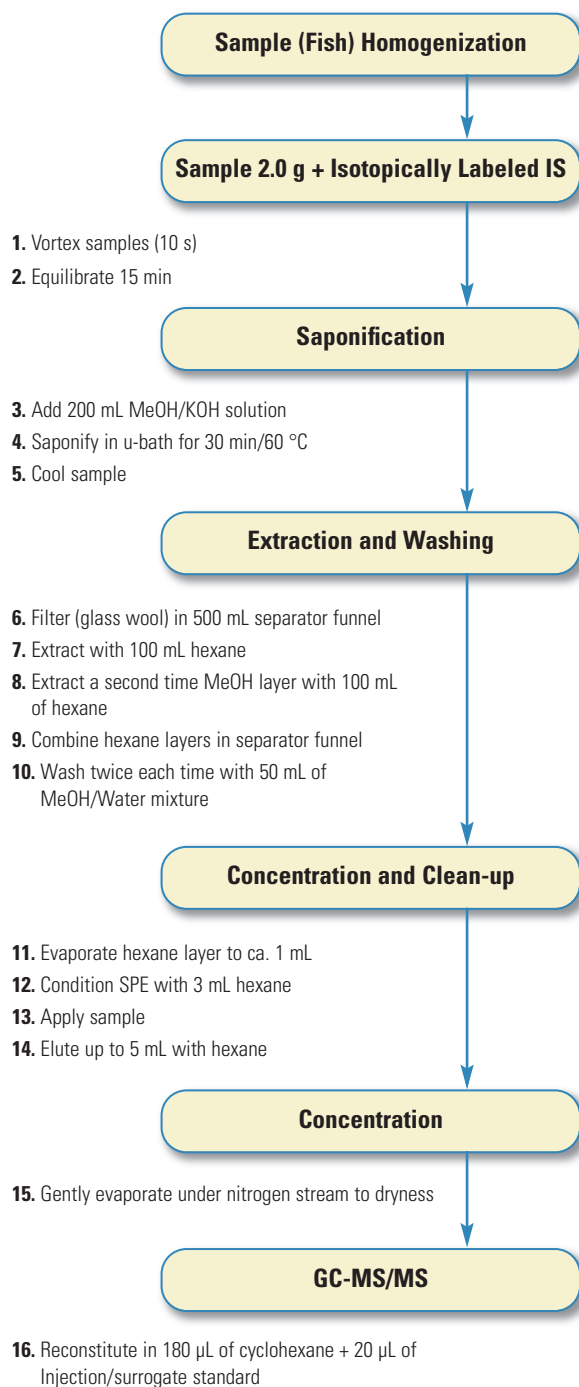 Sample (Fish) Homogenization
Sample 2.0 g + Isotopically Labeled IS
1. Vortex samples (10 s)
2. Equilibrate 15 min
Saponification
3. Add 200 mL MeOH/KOH solution
4. Saponify in u-bath for 30 min/60 °C
5. Cool sample
Extraction and Washing
6. Filter (glass wool) in 500 mL separator funnel
7. Extract with 100 mL hexane
8. Extract a second time MeOH layer with 100 mL
of hexane
9. Combine hexane layers in separator funnel
10. Wash twice each time with 50 mL of
MeOH/Water mixture
Concentration and Clean-up
11. Evaporate hexane layer to ca. 1 mL
12. Condition SPE with 3 mL hexane
13. Apply sample
14. Elute up to 5 mL with hexane
Concentration
15. Gently evaporate under nitrogen stream to dryness
GC-MS/MS
16. Reconstitute in 180 µL of cyclohexane + 20 µL of
Injection/surrogate standard